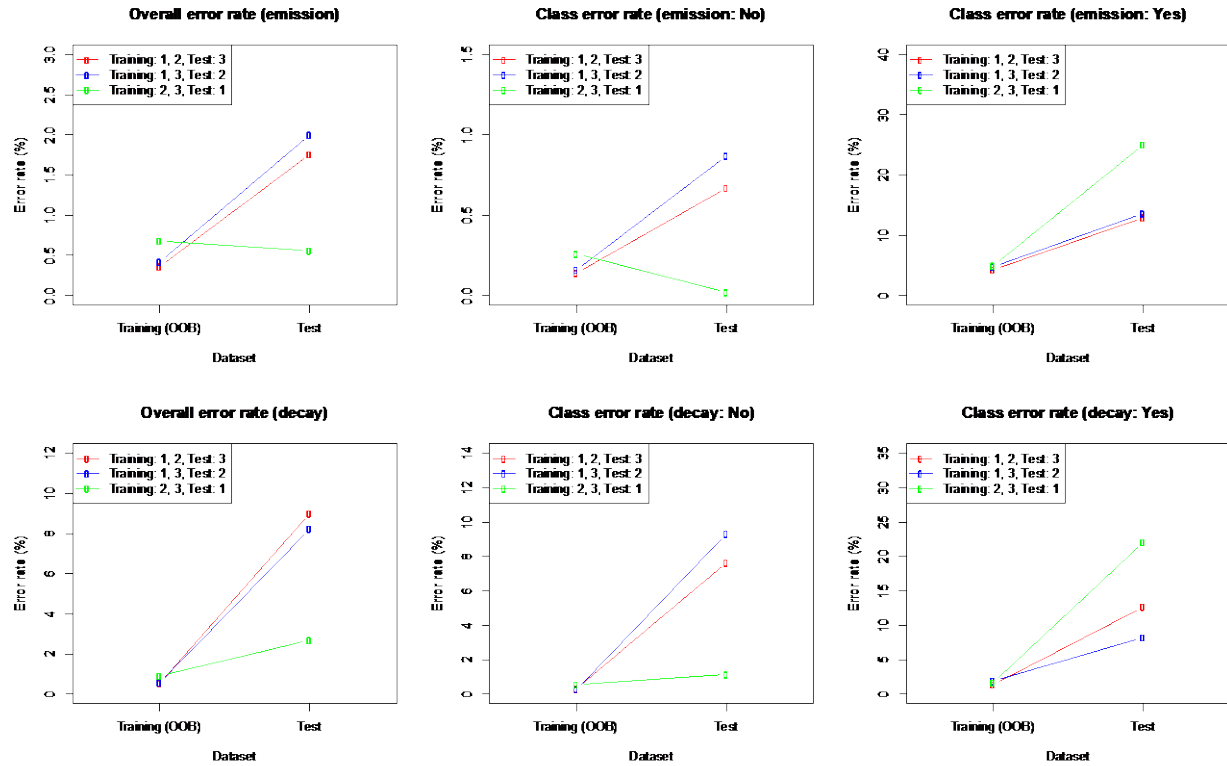 Overall error rate (emission)
Error rate (%)
3.0
2.0
1.5
1.0
0.5
0.0
Training: 1, 2, Test: 3
Training: 1, 3, Test: 2
Training: 2, 3, Test: 1
Training (OOB)
Test
Dataset
Class error rate (emission: No)
Error rate (%)
1.5
1.0
0.5
0.0
Training: 1, 2, Test: 3
Training: 1, 3, Test: 2
Training: 2, 3, Test: 1
Training (OOB)
Test
Dataset
Class error rate (emission: Yes)
Error rate (%)
40
30
20
10
0
Training: 1, 2, Test: 3
Training: 1, 3, Test: 2
Training: 2, 3, Test: 1
Training (OOB)
Test
Dataset
Overall error rate (decay)
Error rate (%)
12
10
8
6
4
2
0
Training: 1, 2, Test: 3
Training: 1, 3, Test: 2
Training: 2, 3, Test: 1
Training (OOB)
Test
Dataset
Class error rate (decay: No)
Error rate (%)
14
12
10
8
6
4
2
0
Training: 1, 2, Test: 3
Training: 1, 3, Test: 2
Training: 2, 3, Test: 1
Training (OOB)
Test
Dataset
Class error rate (decay: Yes)
Error rate (%)
35
30
25
20
15
10
5
0
Training: 1, 2, Test: 3
Training: 1, 3, Test: 2
Training: 2, 3, Test: 1
Training (OOB)
Test
Dataset